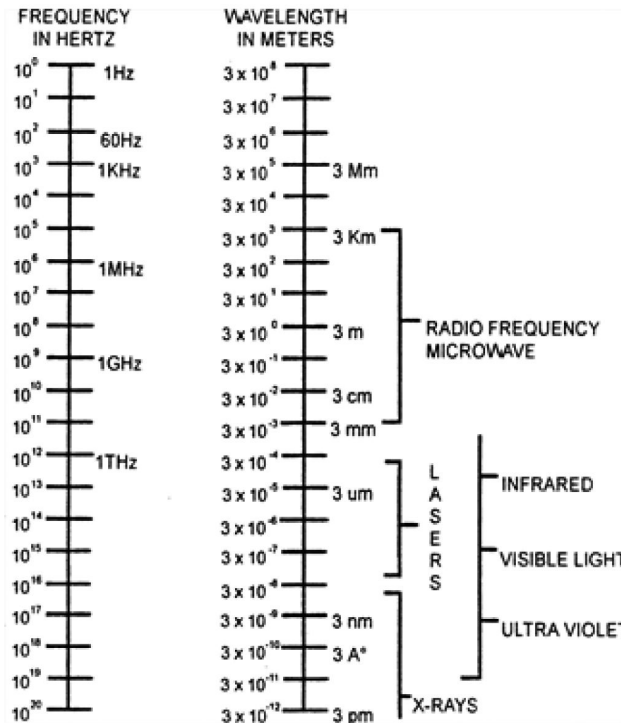 FREQUENCY
IN HERTZ
10⁰ 1Hz
10¹
10² 60Hz
10³ 1KHz
10⁴
10⁵
10⁶ 1MHz
10⁷
10⁸
10⁹ 1GHz
10¹⁰
10¹¹
10¹² 1THz
10¹³
10¹⁴
10¹⁵
10¹⁶
10¹⁷
10¹⁸
10¹⁹
10²⁰
WAVELENGTH
IN METERS
3 x 10⁸
3 x 10⁷
3 x 10⁶
3 x 10⁵ 3 Mm
3 x 10⁴
3 x 10³ 3 Km
3 x 10²
3 x 10¹
3 x 10⁰ 3 m
3 x 10⁻¹
3 x 10⁻² 3 cm
3 x 10⁻³ 3 mm
3 x 10⁻⁴
3 x 10⁻⁵ 3 um
3 x 10⁻⁶
3 x 10⁻⁷
3 x 10⁻⁸
3 x 10⁻⁹ 3 nm
3 x 10⁻¹⁰ 3 A°
3 x 10⁻¹¹
3 x 10⁻¹² 3 pm
RADIO FREQUENCY
MICROWAVE
LASERS
X-RAYS
INFRARED
VISIBLE LIGHT
ULTRA VIOLET